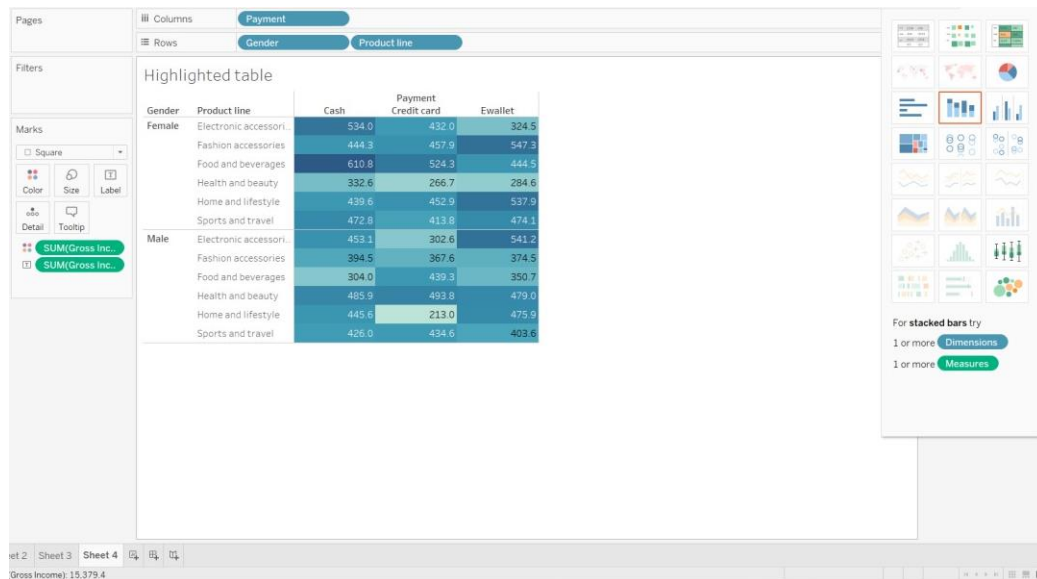 Pages
iii Columns Payment
Rows Gender Product line
Filters
Highlighted table
Payment
Gender Product line Cash Credit card Ewallet
Female Electronic accessori.. 534.0 432.0 324.5
Fashion accessories 444.3 457.9 547.3
Food and beverages 610.8 524.3 444.5
Health and beauty 332.6 266.7 284.6
Home and lifestyle 439.6 452.9 537.9
Sports and travel 472.8 413.8 474.1
Male Electronic accessori.. 453.1 302.6 541.2
Fashion accessories 394.5 367.6 374.5
Food and beverages 304.0 439.3 350.7
Health and beauty 485.9 493.8 479.0
Home and lifestyle 445.6 213.0 475.9
Sports and travel 426.0 434.6 403.6
Marks
Square
Color Size Label
Detail Tooltip
SUM(Gross Inc..
SUM(Gross Inc..
For stacked bars try
1 or more Dimensions
1 or more Measures
et 2 Sheet 3 Sheet 4
(Gross Income): 15,379.4